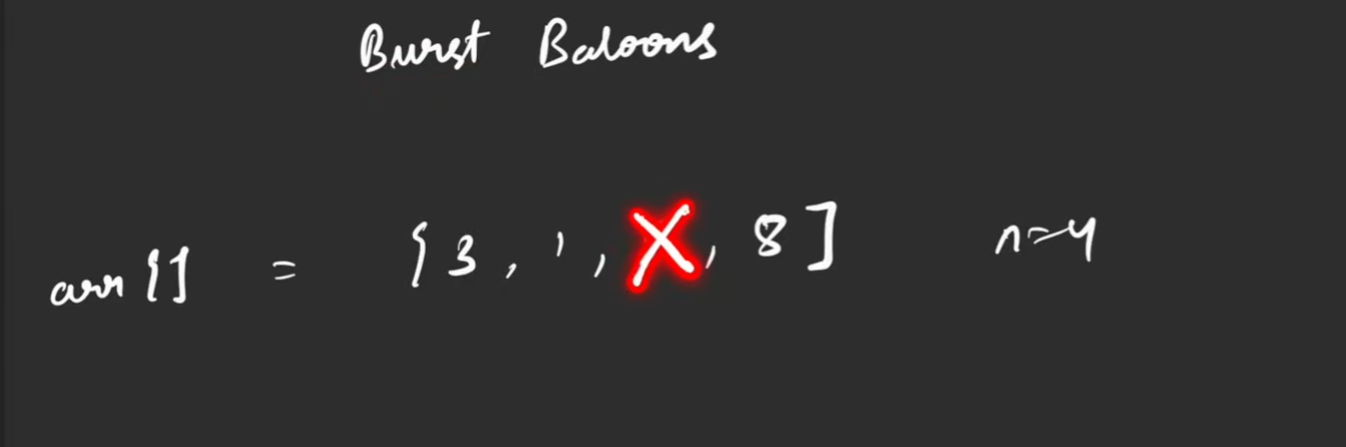 Burst Baloons
arr [] = [3, 1, X, 8] n=4